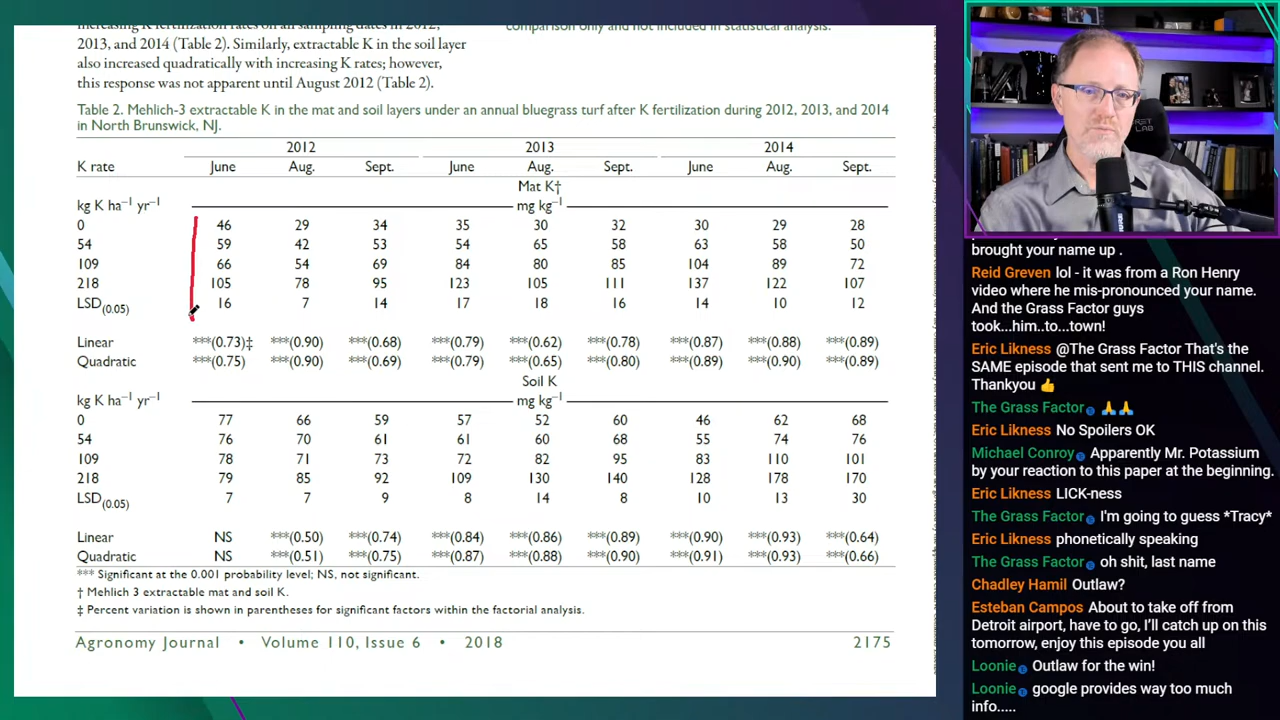 increasing K fertilization rates on all sampling dates in 2012,
2013, and 2014 (Table 2). Similarly, extractable K in the soil layer
also increased quadratically with increasing K rates; however,
this response was not apparent until August 2012 (Table 2).
comparison only and not included in statistical analysis.
Table 2. Mehlich-3 extractable K in the mat and soil layers under an annual bluegrass turf after K fertilization during 2012, 2013, and 2014
in North Brunswick, NJ.
2012 2013 2014
K rate June Aug. Sept. June Aug. Sept. June Aug. Sept.
Mat K†
kg K ha⁻¹ yr⁻¹ mg kg⁻¹
0 46 29 34 35 30 32 30 29 28
54 59 42 53 54 65 58 63 58 50
109 66 54 69 84 80 85 104 89 72
218 105 78 95 123 105 111 137 122 107
LSD(0.05) 16 7 14 17 18 16 14 10 12
Linear ***(0.73)‡ ***(0.90) ***(0.68) ***(0.79) ***(0.62) ***(0.78) ***(0.87) ***(0.88) ***(0.89)
Quadratic ***(0.75) ***(0.90) ***(0.69) ***(0.79) ***(0.65) ***(0.80) ***(0.89) ***(0.90) ***(0.89)
Soil K
kg K ha⁻¹ yr⁻¹ mg kg⁻¹
0 77 66 59 57 52 60 46 62 68
54 76 70 61 61 60 68 55 74 76
109 78 71 73 72 82 95 83 110 101
218 79 85 92 109 130 140 128 178 170
LSD(0.05) 7 7 9 8 14 8 10 13 30
Linear NS ***(0.50) ***(0.74) ***(0.84) ***(0.86) ***(0.89) ***(0.90) ***(0.93) ***(0.64)
Quadratic NS ***(0.51) ***(0.75) ***(0.87) ***(0.88) ***(0.90) ***(0.91) ***(0.93) ***(0.66)
*** Significant at the 0.001 probability level; NS, not significant.
† Mehlich 3 extractable mat and soil K.
‡ Percent variation is shown in parentheses for significant factors within the factorial analysis.
Agronomy Journal • Volume 110, Issue 6 • 2018 2175
brought your name up .
Reid Greven lol - it was from a Ron Henry
video where he mis-pronounced your name.
And the Grass Factor guys
took...him..to...town!
Eric Likness @The Grass Factor That's the
SAME episode that sent me to THIS channel.
Thankyou 👍
The Grass Factor 🙏🙏
Eric Likness No Spoilers OK
Michael Conroy Apparently Mr. Potassium
by your reaction to this paper at the beginning.
Eric Likness LICK-ness
The Grass Factor I'm going to guess *Tracy*
Eric Likness phonetically speaking
The Grass Factor oh shit, last name
Chadley Hamil Outlaw?
Esteban Campos About to take off from
Detroit airport, have to go, I'll catch up on this
tomorrow, enjoy this episode you all
Loonie Outlaw for the win!
Loonie google provides way too much
info.....